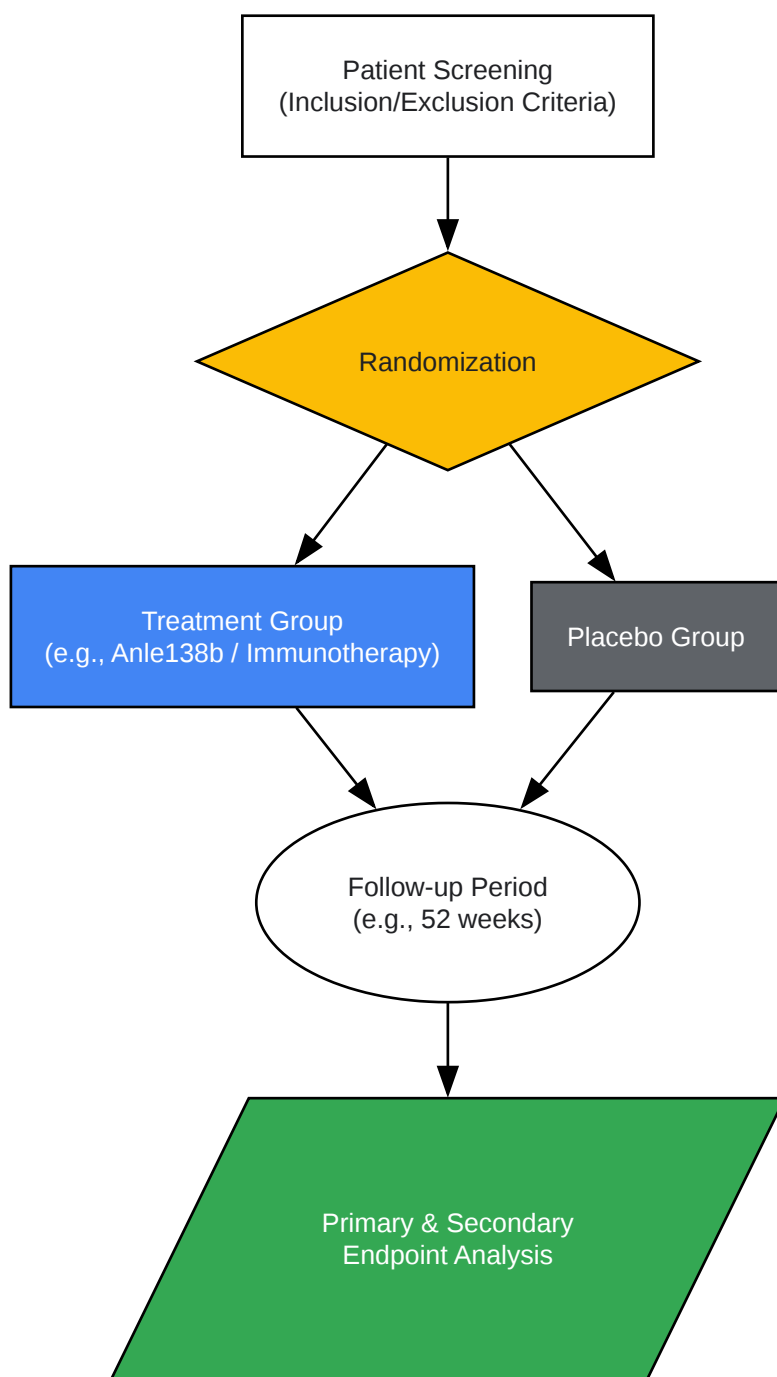 Patient Screening
(Inclusion/Exclusion Criteria)
Randomization
Treatment Group
(e.g., Anle138b / Immunotherapy)
Placebo Group
Follow-up Period
(e.g., 52 weeks)
Primary & Secondary
Endpoint Analysis